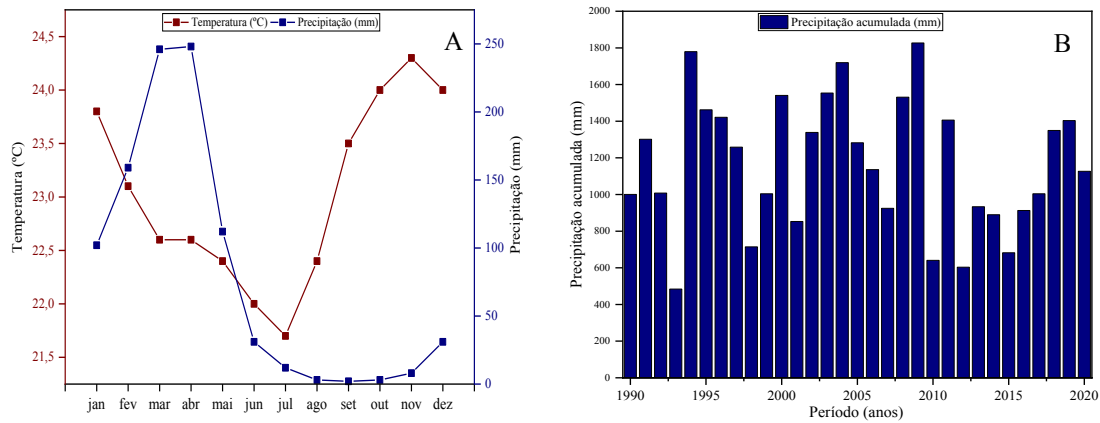 Temperatura (ºC) Precipitação (mm)
A
Temperatura (ºC)
24,5
24,0
23,5
23,0
22,5
22,0
21,5
250
200
150
100
50
0
Precipitação (mm)
jan fev mar abr mai jun jul ago set out nov dez
Precipitação acumulada (mm)
B
Precipitação acumulada (mm)
2000
1800
1600
1400
1200
1000
800
600
400
200
0
1990 1995 2000 2005 2010 2015 2020
Período (anos)